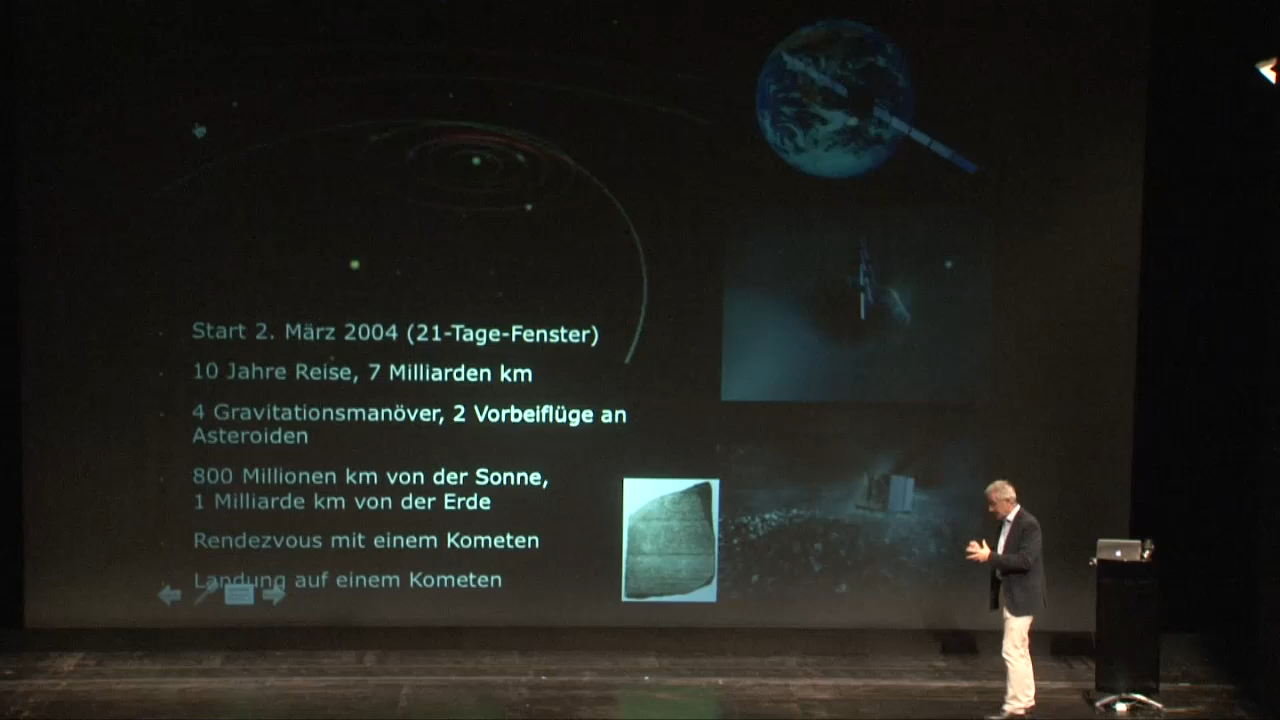 Start 2. März 2004 (21-Tage-Fenster)
10 Jahre Reise, 7 Milliarden km
4 Gravitationsmanöver, 2 Vorbeiflüge an
Asteroiden
800 Millionen km von der Sonne,
1 Milliarde km von der Erde
Rendezvous mit einem Kometen
Landung auf einem Kometen